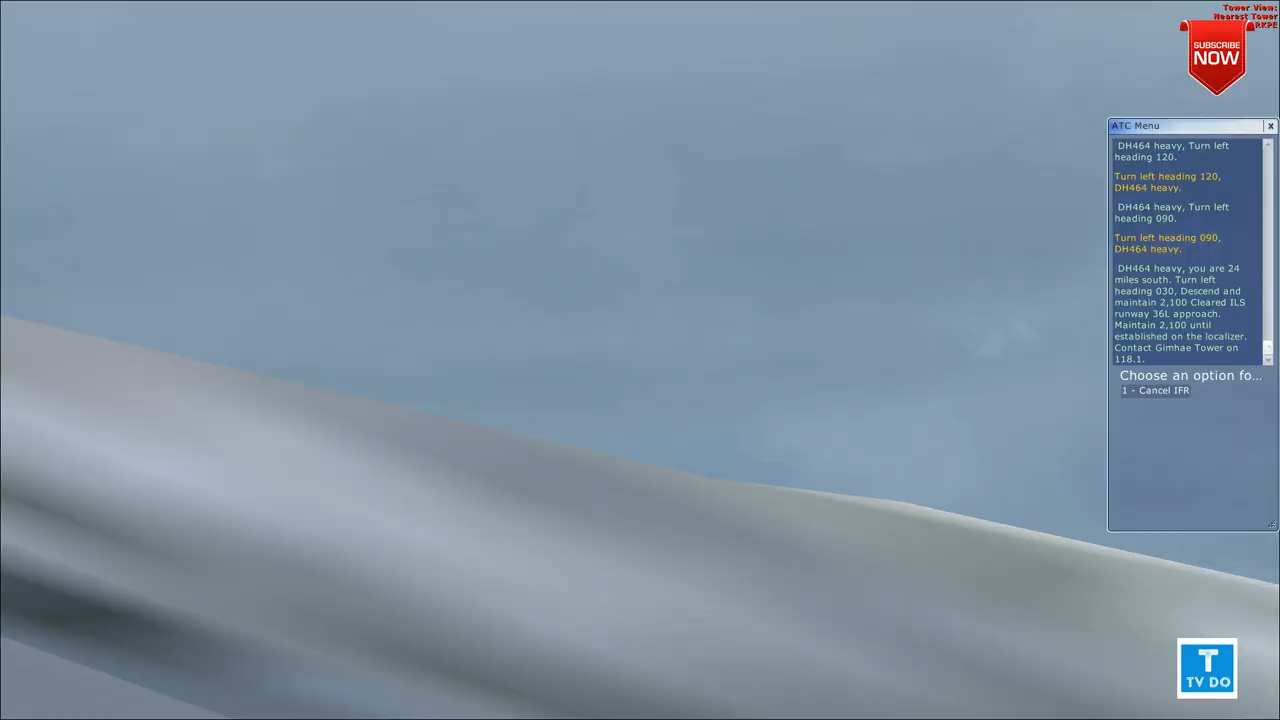 Tower View:
Nearest Tower
RKPE
SUBSCRIBE
NOW
ATC Menu
x
DH464 heavy, Turn left
heading 120.
Turn left heading 120,
DH464 heavy.
DH464 heavy, Turn left
heading 090.
Turn left heading 090,
DH464 heavy.
DH464 heavy, you are 24
miles south. Turn left
heading 030, Descend and
maintain 2,100 Cleared ILS
runway 36L approach.
Maintain 2,100 until
established on the localizer.
Contact Gimhae Tower on
118.1.
Choose an option fo...
1 - Cancel IFR
T
TV DO